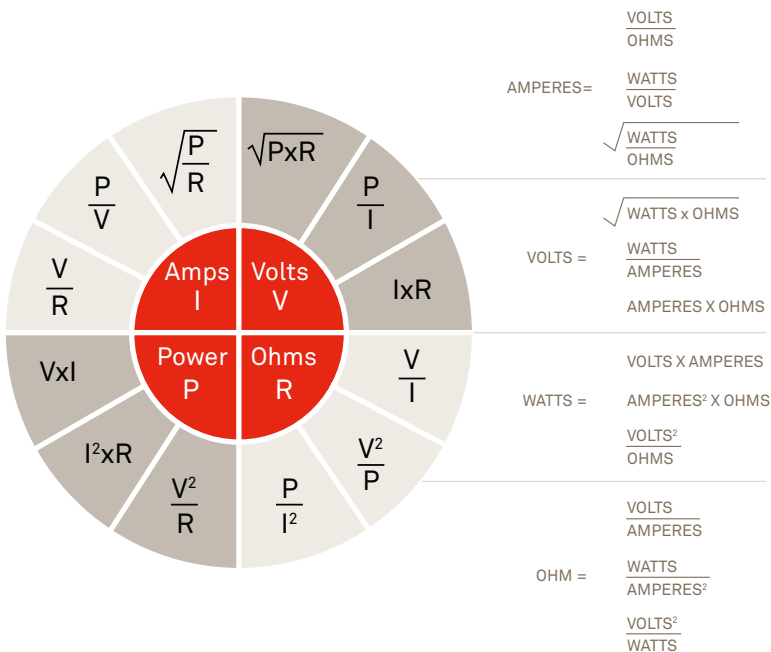 √P/R
√PxR
P/V
P/I
V/R
IxR
Amps
I
Volts
V
Power
P
Ohms
R
VxI
V/I
I²xR
V²/P
V²/R
P/I²
AMPERES=
VOLTS/OHMS
WATTS/VOLTS
√WATTS/OHMS
VOLTS =
√WATTS x OHMS
WATTS/AMPERES
AMPERES X OHMS
WATTS =
VOLTS X AMPERES
AMPERES² X OHMS
VOLTS²/OHMS
OHM =
VOLTS/AMPERES
WATTS/AMPERES²
VOLTS²/WATTS